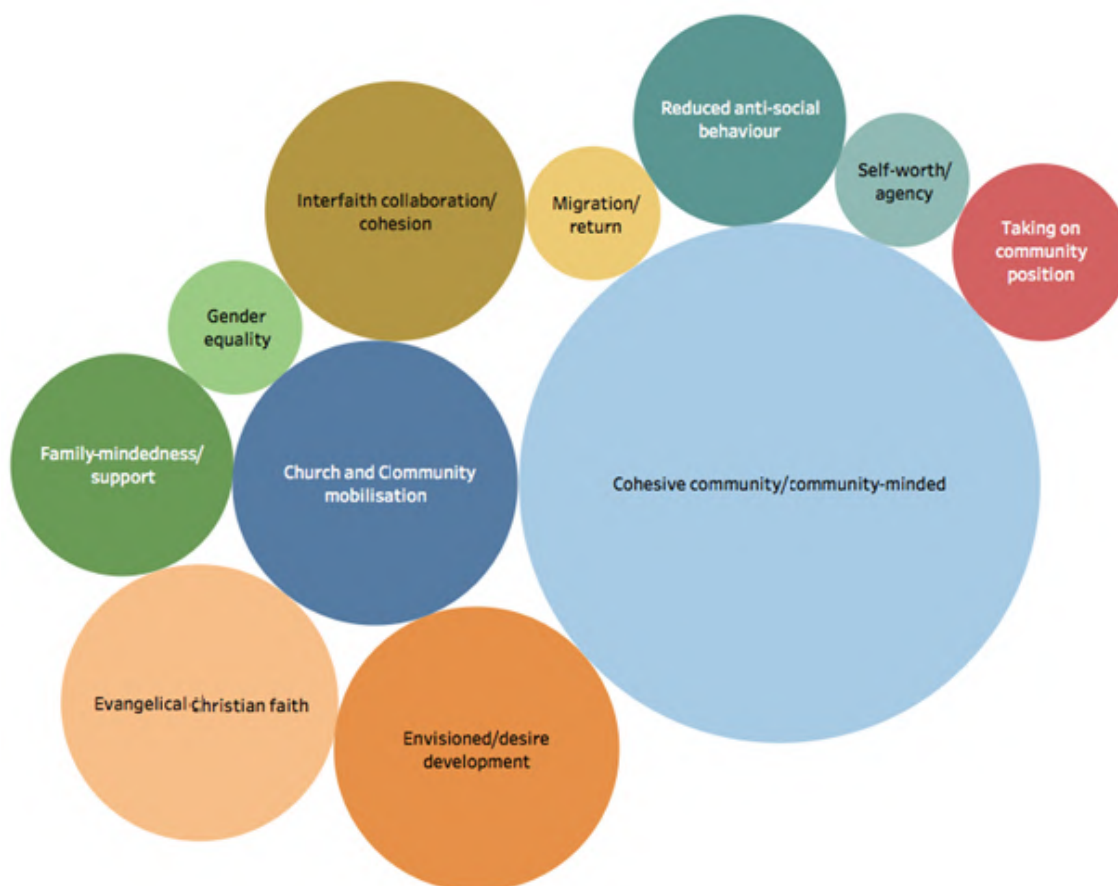 Reduced anti-social
behaviour
Self-worth/
agency
Interfaith collaboration/
cohesion
Migration/
return
Taking on
community
position
Gender
equality
Family-mindedness/
support
Church and Clommunity
mobilisation
Cohesive community/community-minded
Evangelical Christian faith
Envisioned/desire
development